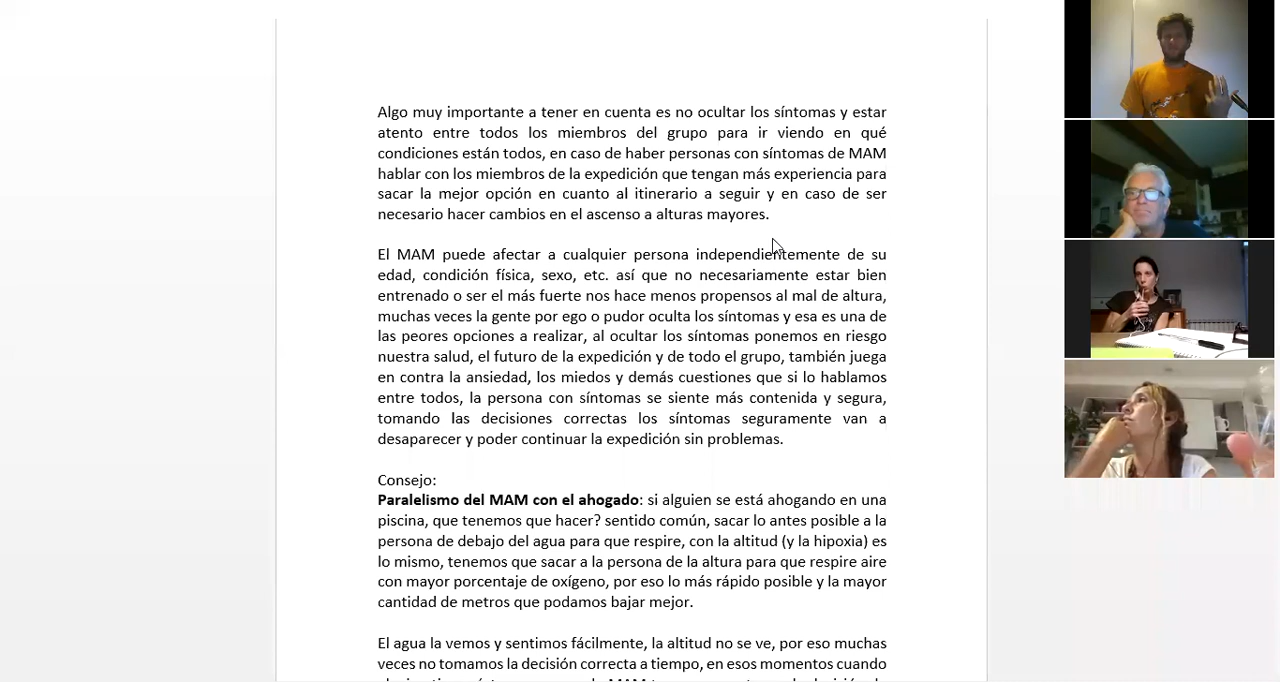 Algo muy importante a tener en cuenta es no ocultar los síntomas y estar
atento entre todos los miembros del grupo para ir viendo en qué
condiciones están todos, en caso de haber personas con síntomas de MAM
hablar con los miembros de la expedición que tengan más experiencia para
sacar la mejor opción en cuanto al itinerario a seguir y en caso de ser
necesario hacer cambios en el ascenso a alturas mayores.
El MAM puede afectar a cualquier persona independientemente de su
edad, condición física, sexo, etc. así que no necesariamente estar bien
entrenado o ser el más fuerte nos hace menos propensos al mal de altura,
muchas veces la gente por ego o pudor oculta los síntomas y esa es una de
las peores opciones a realizar, al ocultar los síntomas ponemos en riesgo
nuestra salud, el futuro de la expedición y de todo el grupo, también juega
en contra la ansiedad, los miedos y demás cuestiones que si lo hablamos
entre todos, la persona con síntomas se siente más contenida y segura,
tomando las decisiones correctas los síntomas seguramente van a
desaparecer y poder continuar la expedición sin problemas.
Consejo:
Paralelismo del MAM con el ahogado: si alguien se está ahogando en una
piscina, que tenemos que hacer? sentido común, sacar lo antes posible a la
persona de debajo del agua para que respire, con la altitud (y la hipoxia) es
lo mismo, tenemos que sacar a la persona de la altura para que respire aire
con mayor porcentaje de oxígeno, por eso lo más rápido posible y la mayor
cantidad de metros que podamos bajar mejor.
El agua la vemos y sentimos fácilmente, la altitud no se ve, por eso muchas
veces no tomamos la decisión correcta a tiempo, en esos momentos cuando